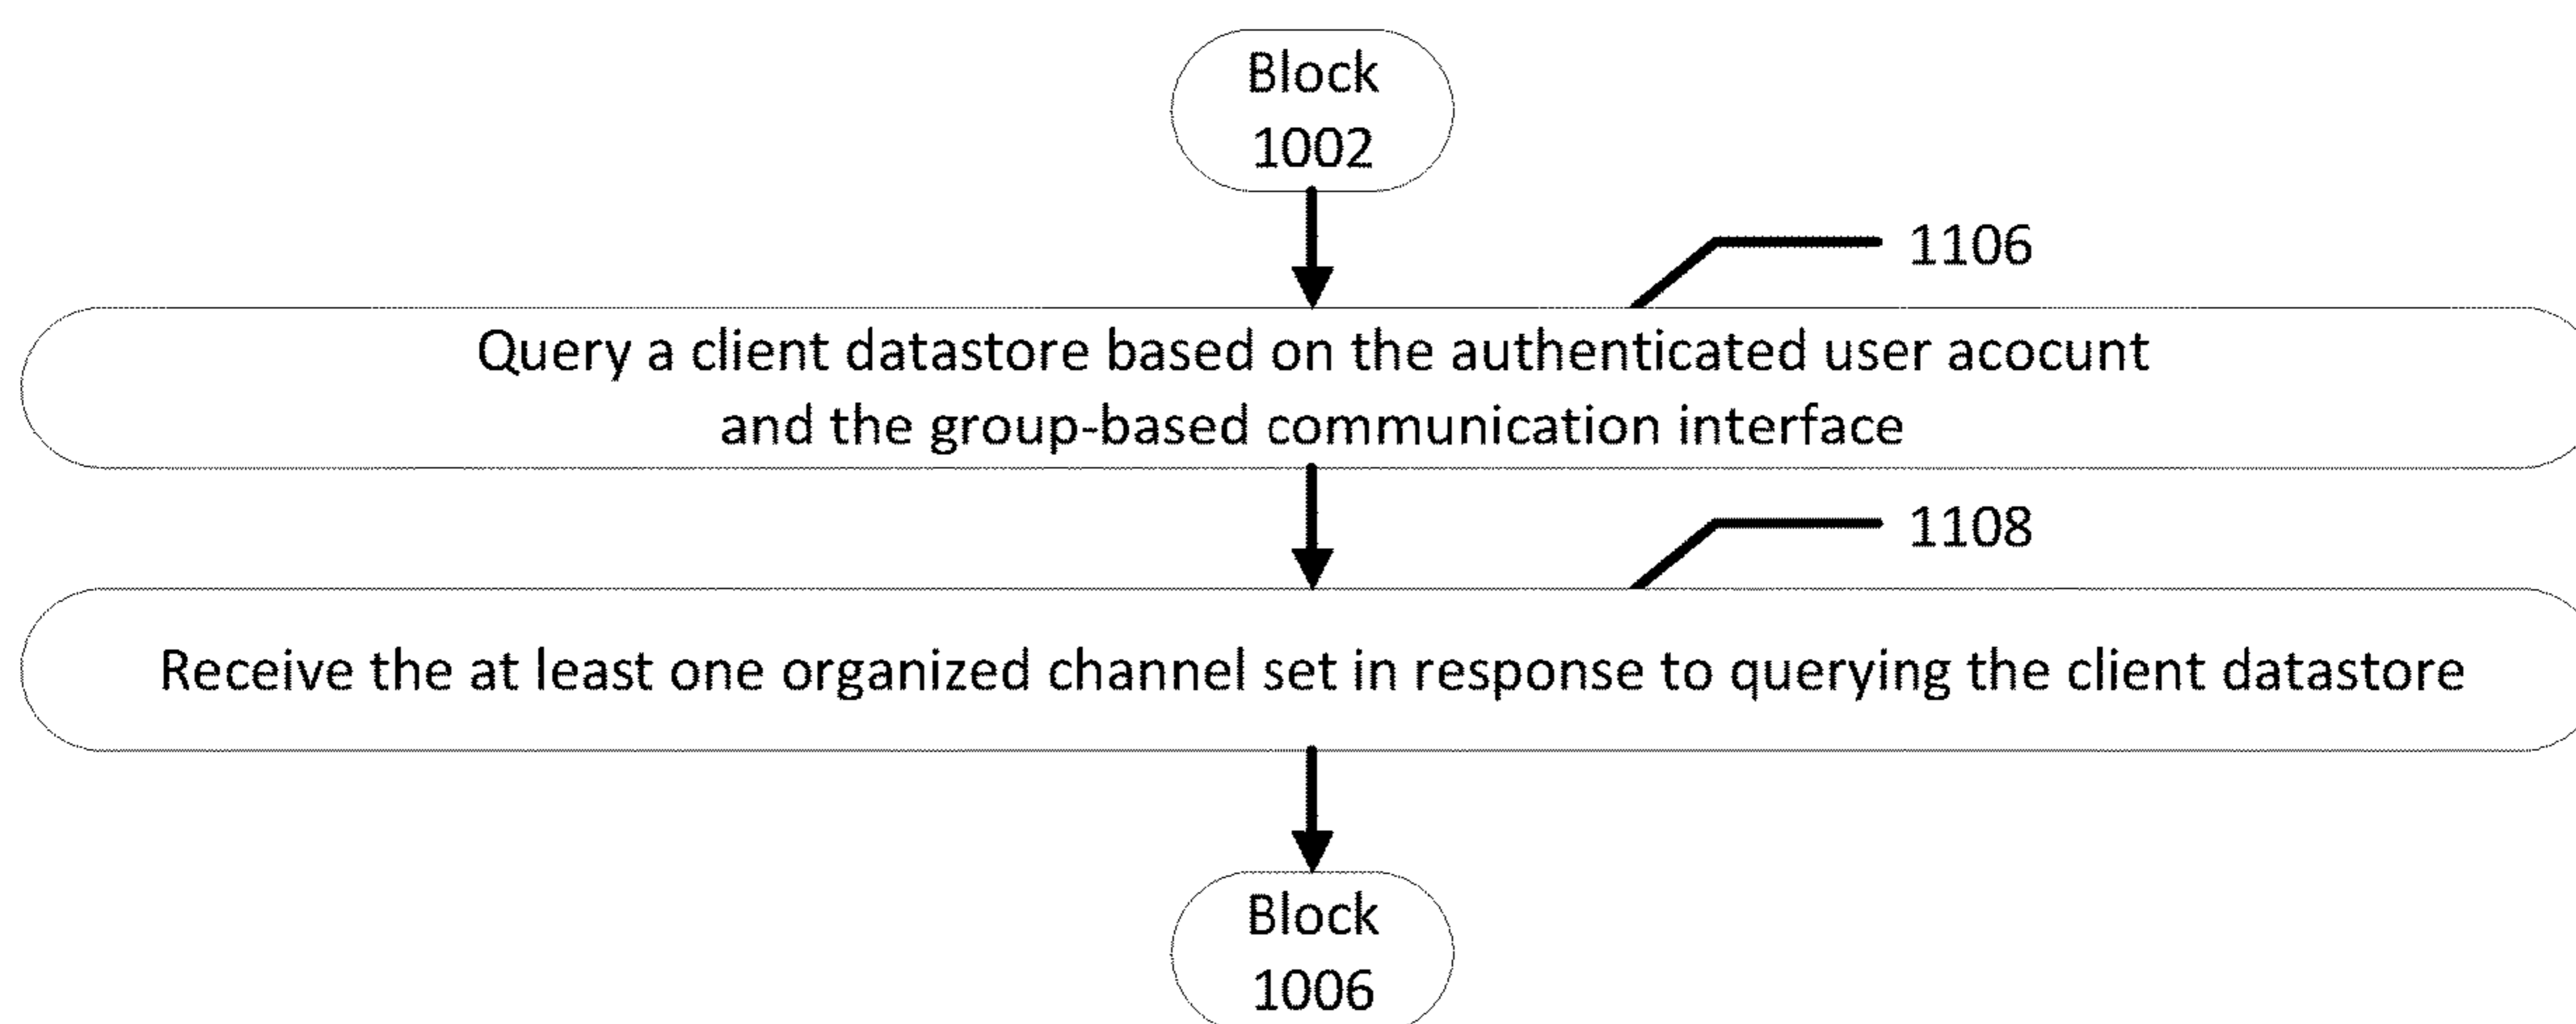 Block
1002
1106
Query a client datastore based on the authenticated user acocunt
and the group-based communication interface
1108
Receive the at least one organized channel set in response to querying the client datastore
Block
1006